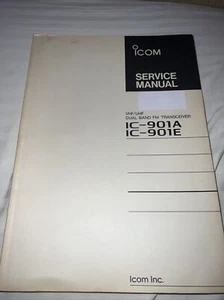 ICOM
SERVICE
MANUAL
VHF/UHF
DUAL BAND FM TRANSCEIVER
IC-901A
IC-901E
Icom Inc.